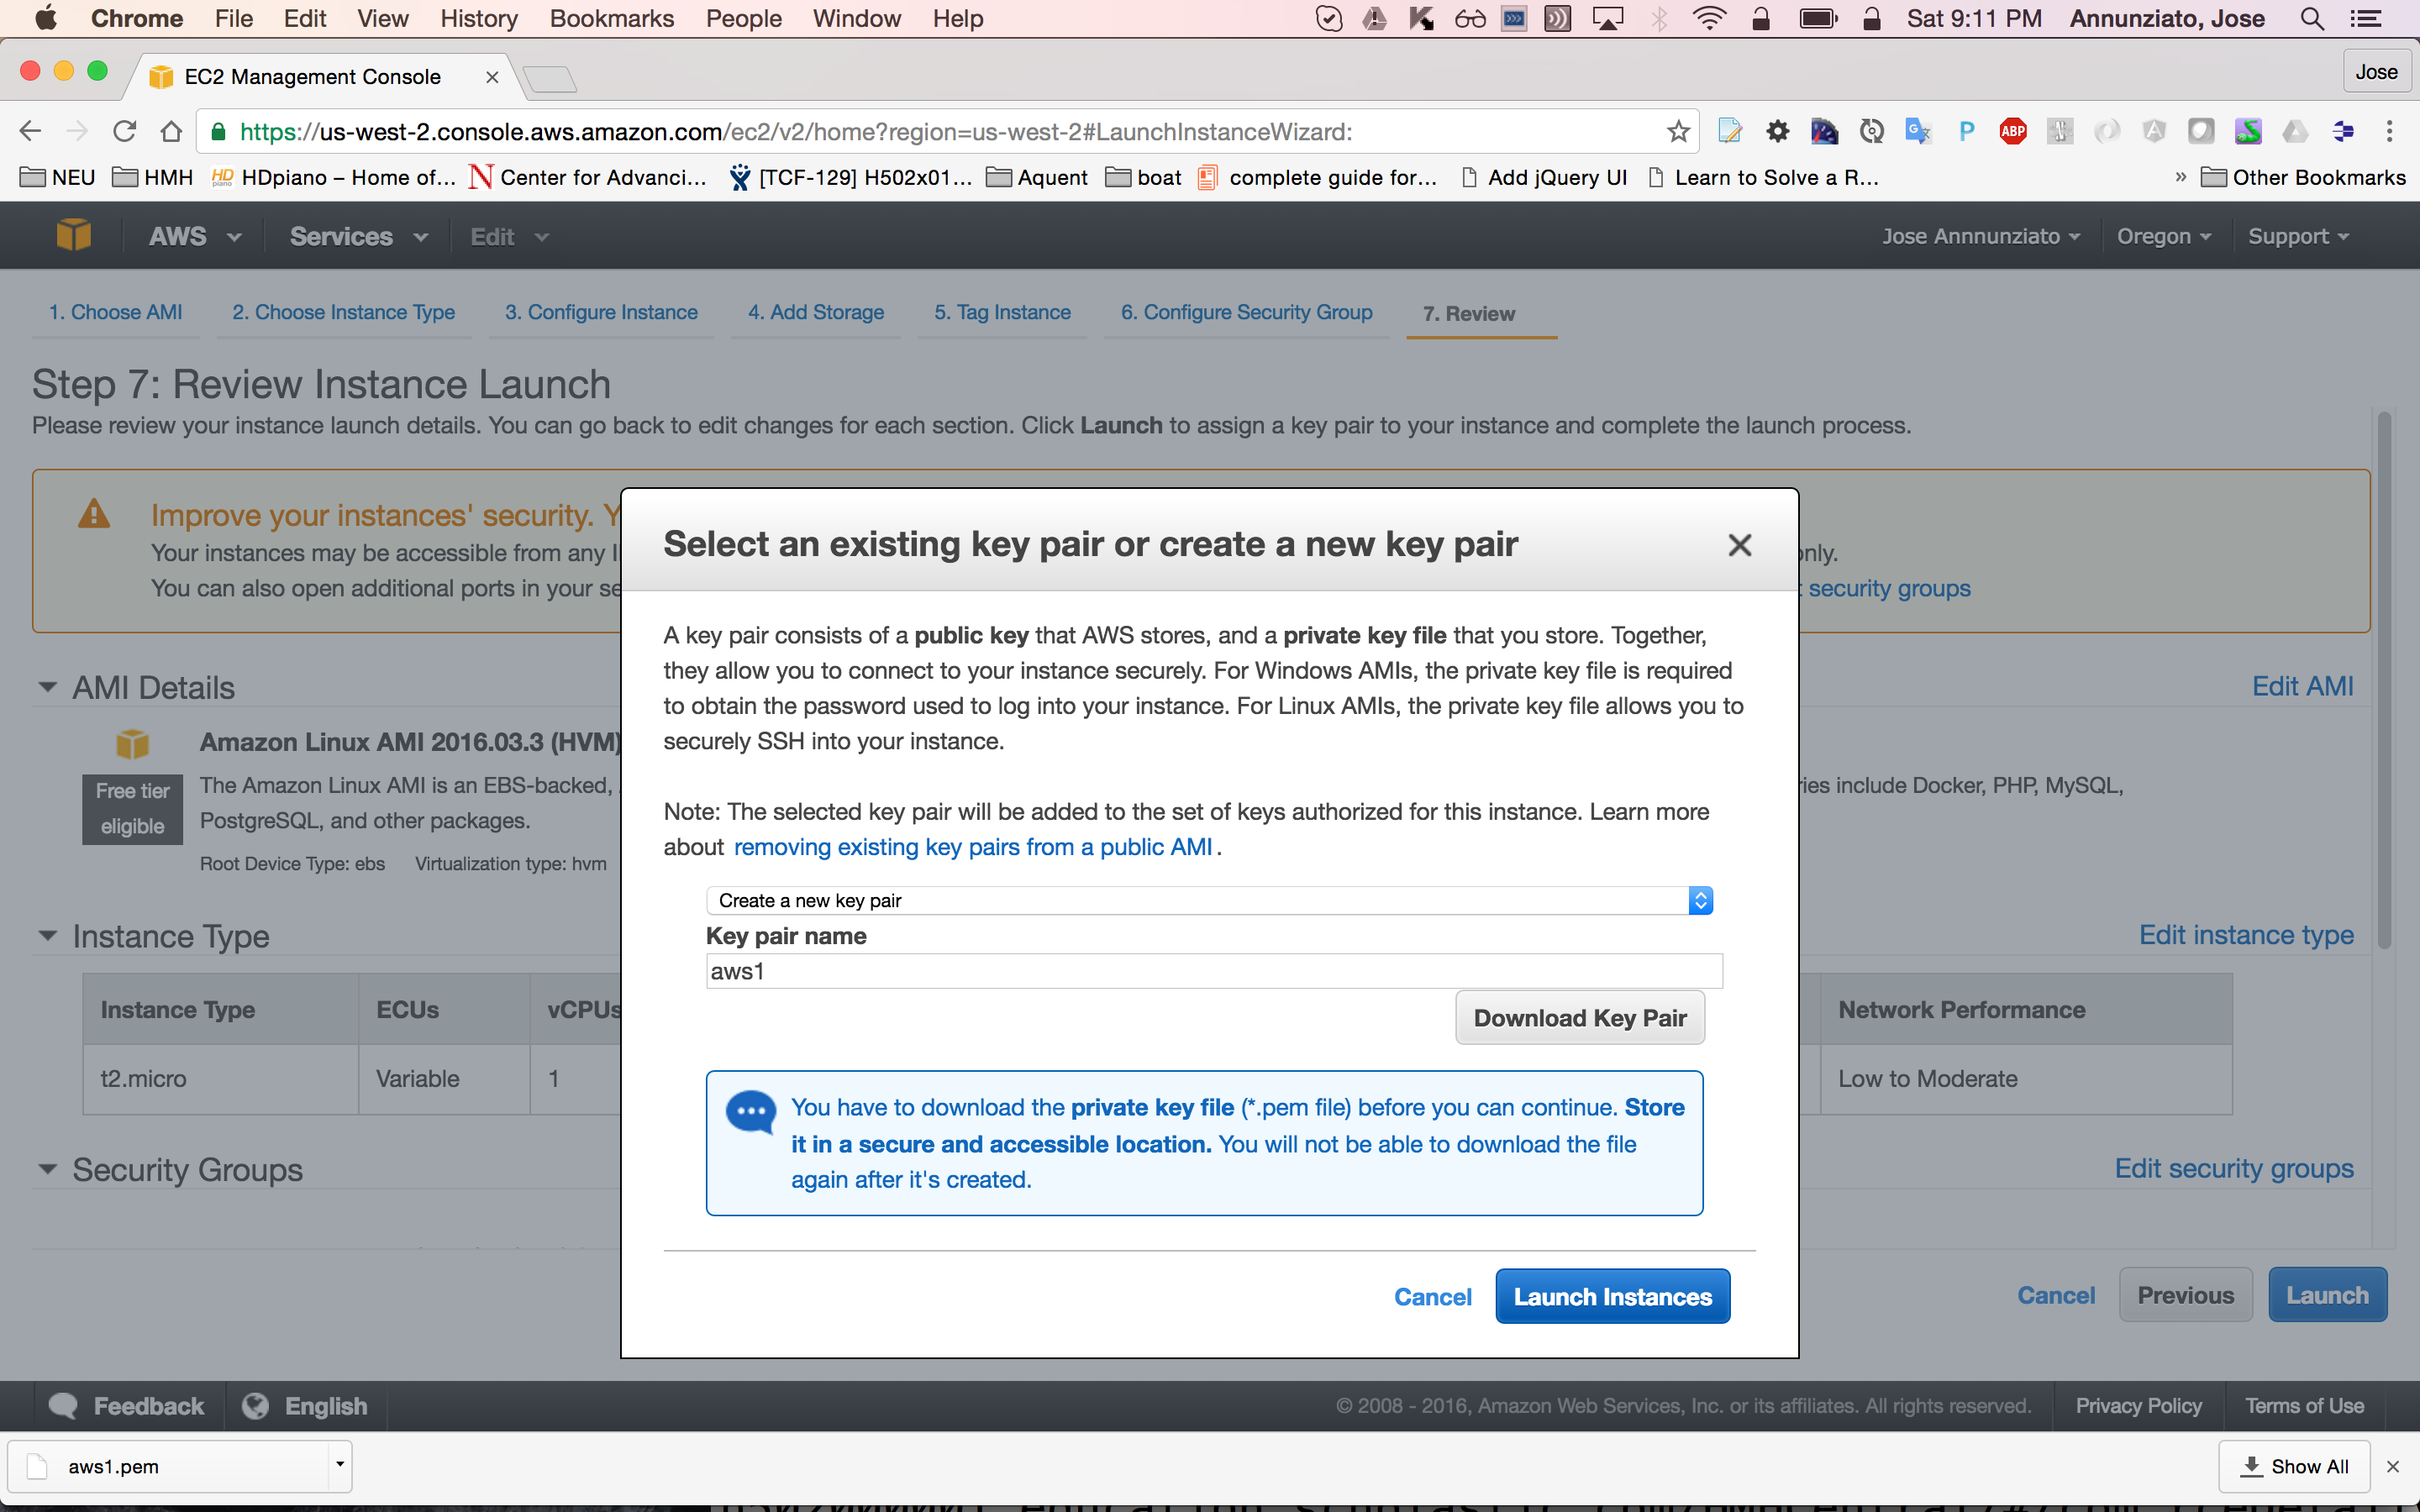 Chrome File Edit View History Bookmarks People Window Help Sat 9:11 PM Annunziato, Jose
EC2 Management Console Jose
https://us-west-2.console.aws.amazon.com/ec2/v2/home?region=us-west-2#LaunchInstanceWizard:
NEU HMH HDpiano – Home of... Center for Advanci... [TCF-129] H502x01... Aquent boat complete guide for... Add jQuery UI Learn to Solve a R... » Other Bookmarks
AWS Services Edit Jose Annnunziato Oregon Support
1. Choose AMI 2. Choose Instance Type 3. Configure Instance 4. Add Storage 5. Tag Instance 6. Configure Security Group 7. Review
Step 7: Review Instance Launch
Please review your instance launch details. You can go back to edit changes for each section. Click Launch to assign a key pair to your instance and complete the launch process.
Improve your instances' security. Y
Your instances may be accessible from any I only.
You can also open additional ports in your se security groups
AMI Details Edit AMI
Amazon Linux AMI 2016.03.3 (HVM)
Free tier eligible
The Amazon Linux AMI is an EBS-backed, ries include Docker, PHP, MySQL,
PostgreSQL, and other packages.
Root Device Type: ebs Virtualization type: hvm
Instance Type Edit instance type
Instance Type ECUs vCPUs Network Performance
t2.micro Variable 1 Low to Moderate
Security Groups Edit security groups
Cancel Previous Launch
Select an existing key pair or create a new key pair
A key pair consists of a public key that AWS stores, and a private key file that you store. Together,
they allow you to connect to your instance securely. For Windows AMIs, the private key file is required
to obtain the password used to log into your instance. For Linux AMIs, the private key file allows you to
securely SSH into your instance.
Note: The selected key pair will be added to the set of keys authorized for this instance. Learn more
about removing existing key pairs from a public AMI .
Create a new key pair
Key pair name
aws1
Download Key Pair
You have to download the private key file (*.pem file) before you can continue. Store
it in a secure and accessible location. You will not be able to download the file
again after it's created.
Cancel Launch Instances
Feedback English © 2008 - 2016, Amazon Web Services, Inc. or its affiliates. All rights reserved. Privacy Policy Terms of Use
aws1.pem Show All